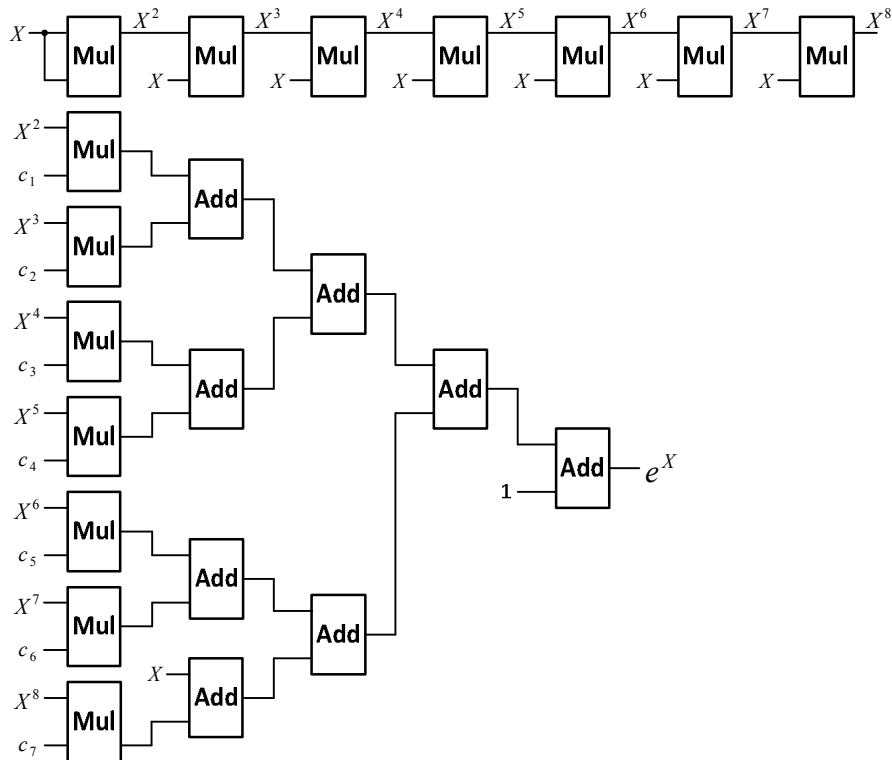 X Mul X² Mul X³ Mul X⁴ Mul X⁵ Mul X⁶ Mul X⁷ Mul X⁸
X X X X X X
X²
Mul
c₁
Add
X³
Mul
c₂
Add
X⁴
Mul
c₃
Add
Add
X⁵
Mul
c₄
Add eˣ
1
X⁶
Mul
c₅
Add
X⁷
Mul
c₆
Add
X
Add
X⁸
Mul
c₇